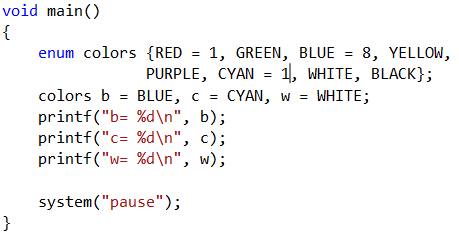 void main()
{
    enum colors {RED = 1, GREEN, BLUE = 8, YELLOW,
                 PURPLE, CYAN = 1, WHITE, BLACK};
    colors b = BLUE, c = CYAN, w = WHITE;
    printf("b= %d\n", b);
    printf("c= %d\n", c);
    printf("w= %d\n", w);

    system("pause");
}